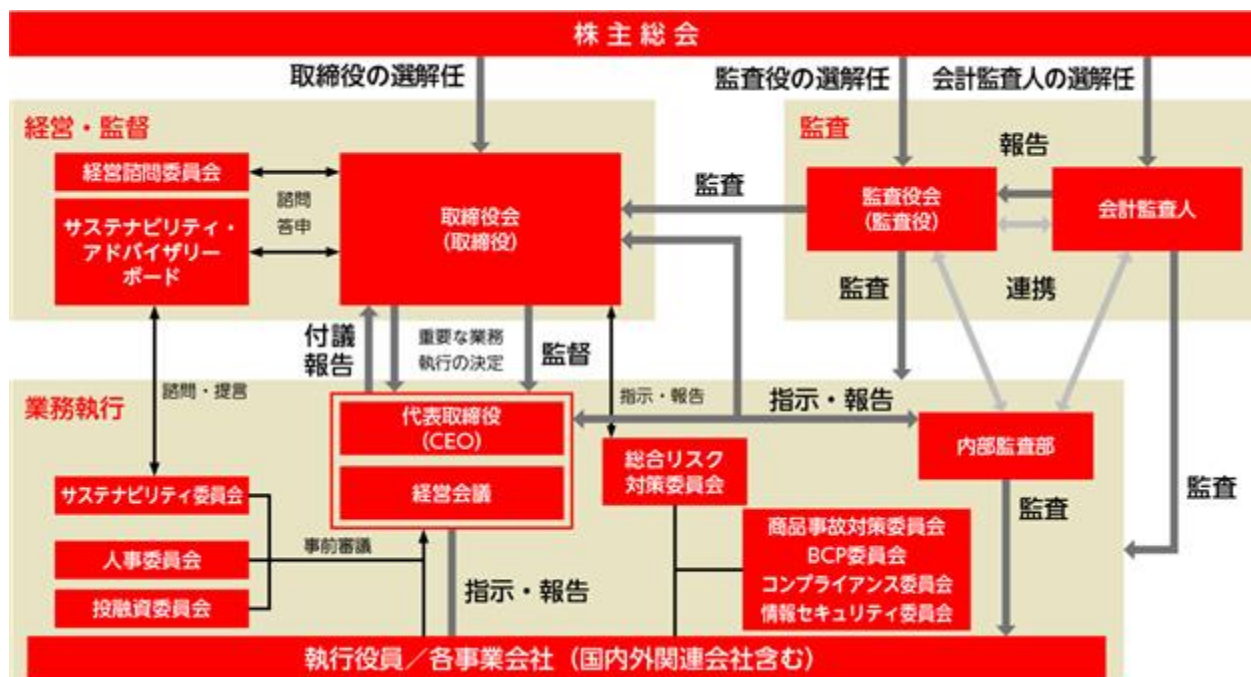 株主総会
取締役の選解任
監査役の選解任
会計監査人の選解任
経営・監督
監査
報告
経営諮問委員会
諮問
答申
サステナビリティ・
アドバイザリー
ボード
取締役会
(取締役)
監査
監査役会
(監査役)
会計監査人
監査
連携
付議
報告
重要な業務
執行の決定
監督
業務執行
諮問・提言
指示・報告
指示・報告
代表取締役
(CEO)
経営会議
総合リスク
対策委員会
内部監査部
監査
監査
サステナビリティ委員会
人事委員会
投融資委員会
事前審議
指示・報告
商品事故対策委員会
BCP委員会
コンプライアンス委員会
情報セキュリティ委員会
執行役員／各事業会社（国内外関連会社含む）